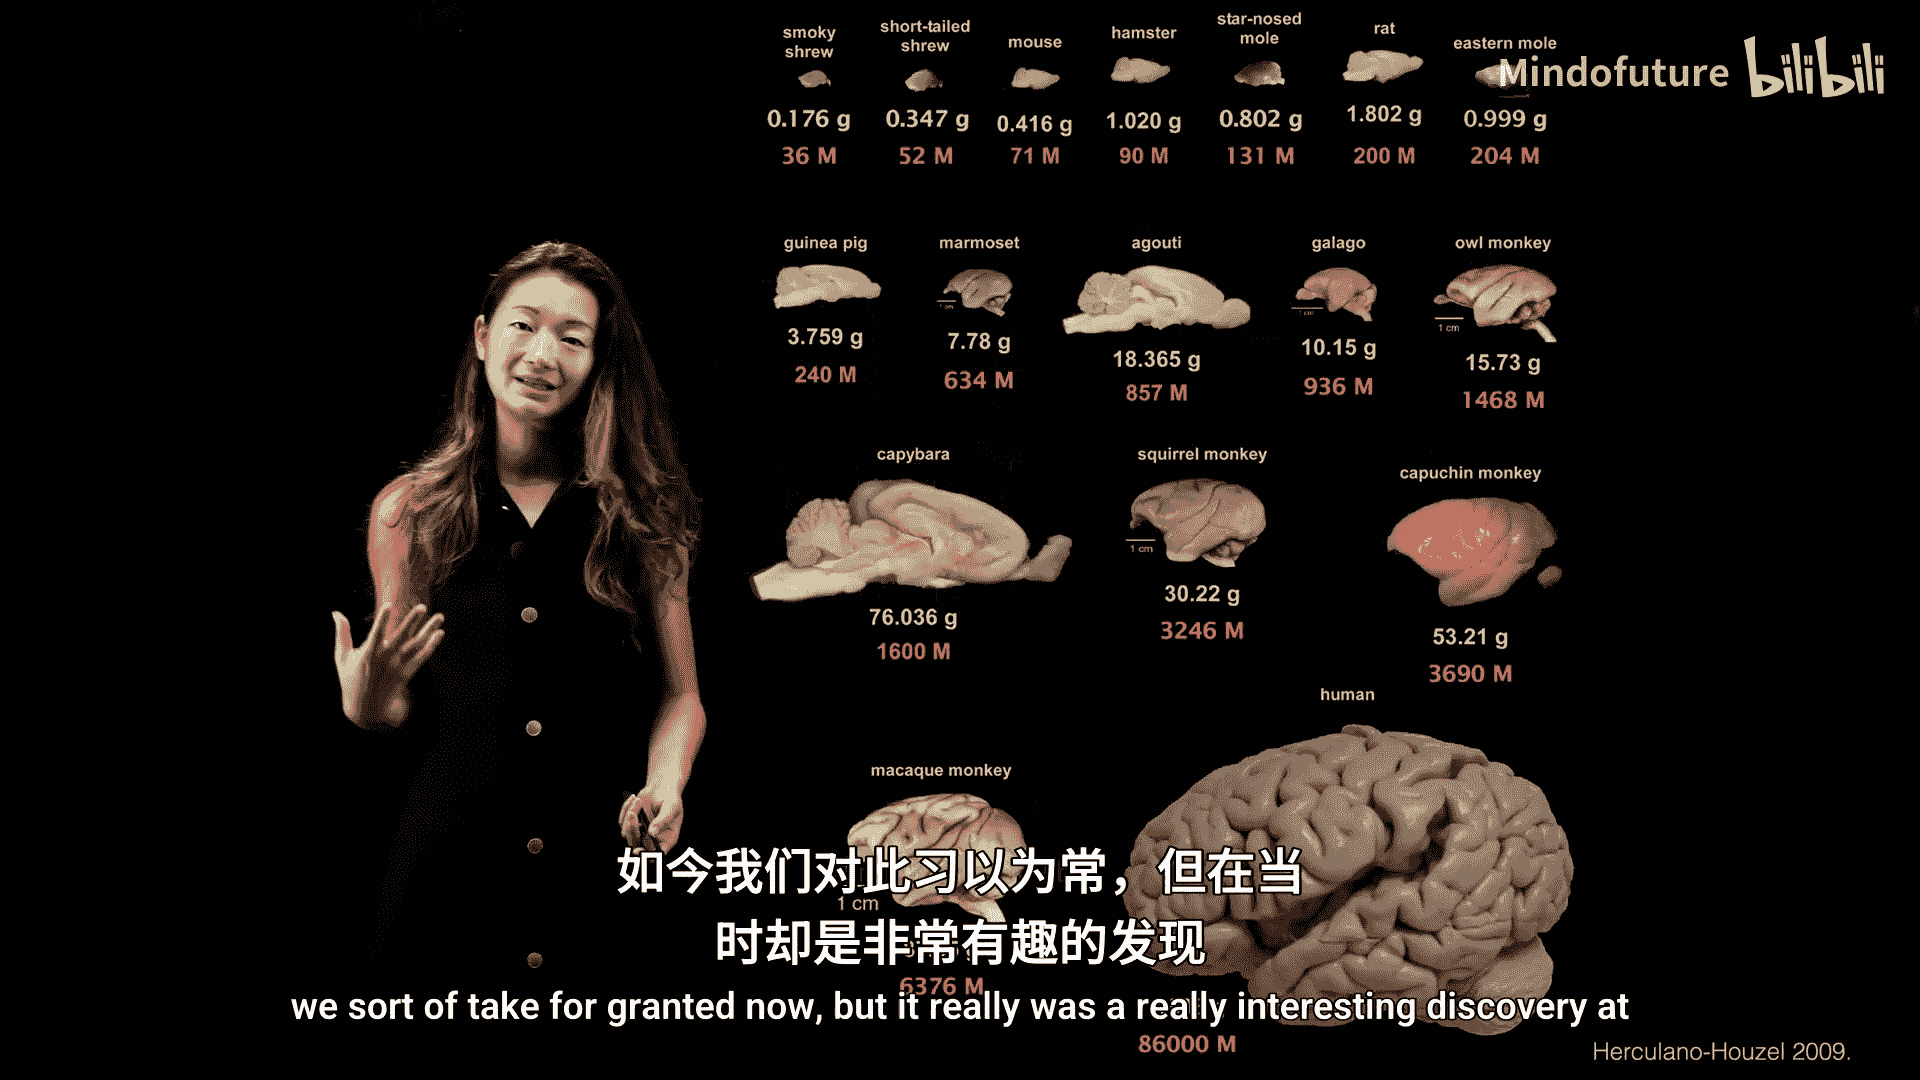 smoky
shrew
short-tailed
shrew
mouse
hamster
star-nosed
mole
rat
eastern mole
Mindofuture bilibili
0.176 g
0.347 g
0.416 g
1.020 g
0.802 g
1.802 g
0.999 g
36 M
52 M
71 M
90 M
131 M
200 M
204 M
guinea pig
marmoset
agouti
galago
owl monkey
1 cm
3.759 g
7.78 g
18.365 g
10.15 g
15.73 g
240 M
634 M
857 M
936 M
1468 M
capybara
squirrel monkey
capuchin monkey
1 cm
76.036 g
30.22 g
53.21 g
1600 M
3246 M
3690 M
macaque monkey
human
如今我们对此习以为常，但在当
1 cm
时却是非常有趣的发现
6376 M
we sort of take for granted now, but it really was a really interesting discovery at
86000 M
Herculano-Houzel 2009.